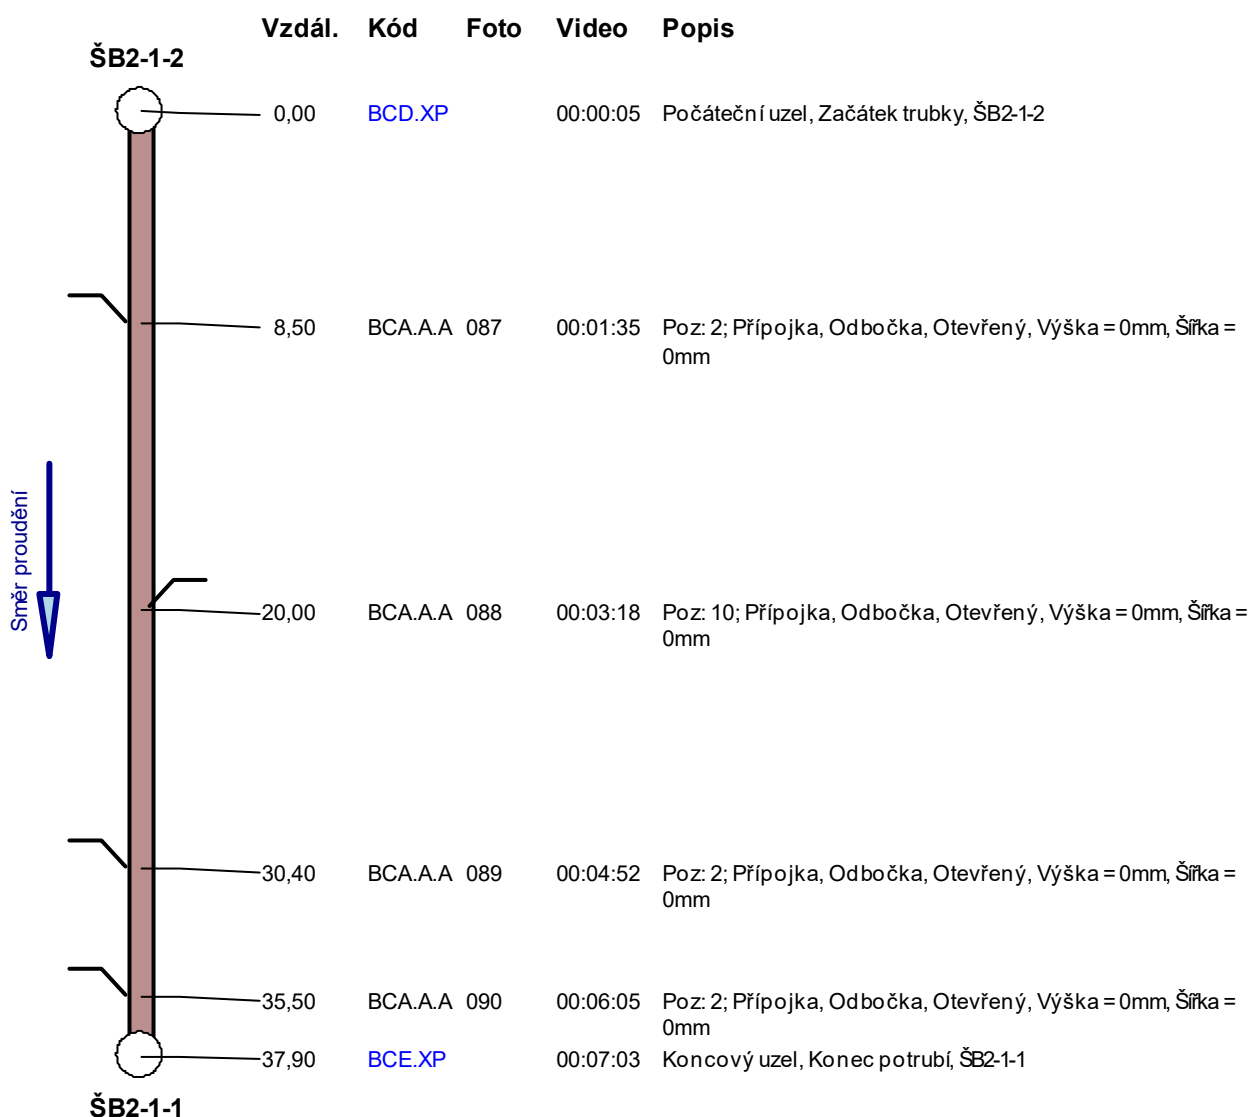 Vzdál. Kód Foto Video Popis
ŠB2-1-2
0,00 BCD.XP 00:00:05 Počáteční uzel, Začátek trubky, ŠB2-1-2
8,50 BCA.A.A 087 00:01:35 Poz: 2; Přípojka, Odbočka, Otevřený, Výška = 0mm, Šířka =
0mm
Směr proudění
20,00 BCA.A.A 088 00:03:18 Poz: 10; Přípojka, Odbočka, Otevřený, Výška = 0mm, Šířka =
0mm
30,40 BCA.A.A 089 00:04:52 Poz: 2; Přípojka, Odbočka, Otevřený, Výška = 0mm, Šířka =
0mm
35,50 BCA.A.A 090 00:06:05 Poz: 2; Přípojka, Odbočka, Otevřený, Výška = 0mm, Šířka =
0mm
37,90 BCE.XP 00:07:03 Koncový uzel, Konec potrubí, ŠB2-1-1
ŠB2-1-1